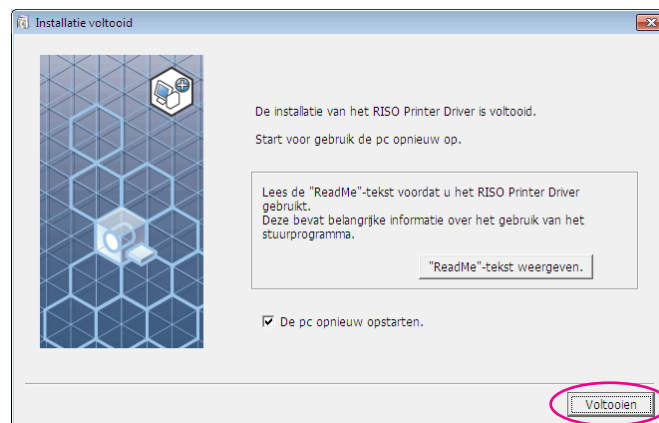 Installatie voltooid
De installatie van het RISO Printer Driver is voltooid.
Start voor gebruik de pc opnieuw op.
Lees de "ReadMe"-tekst voordat u het RISO Printer Driver
gebruikt.
Deze bevat belangrijke informatie over het gebruik van het
stuurprogramma.
"ReadMe"-tekst weergeven.
De pc opnieuw opstarten.
Voltooien